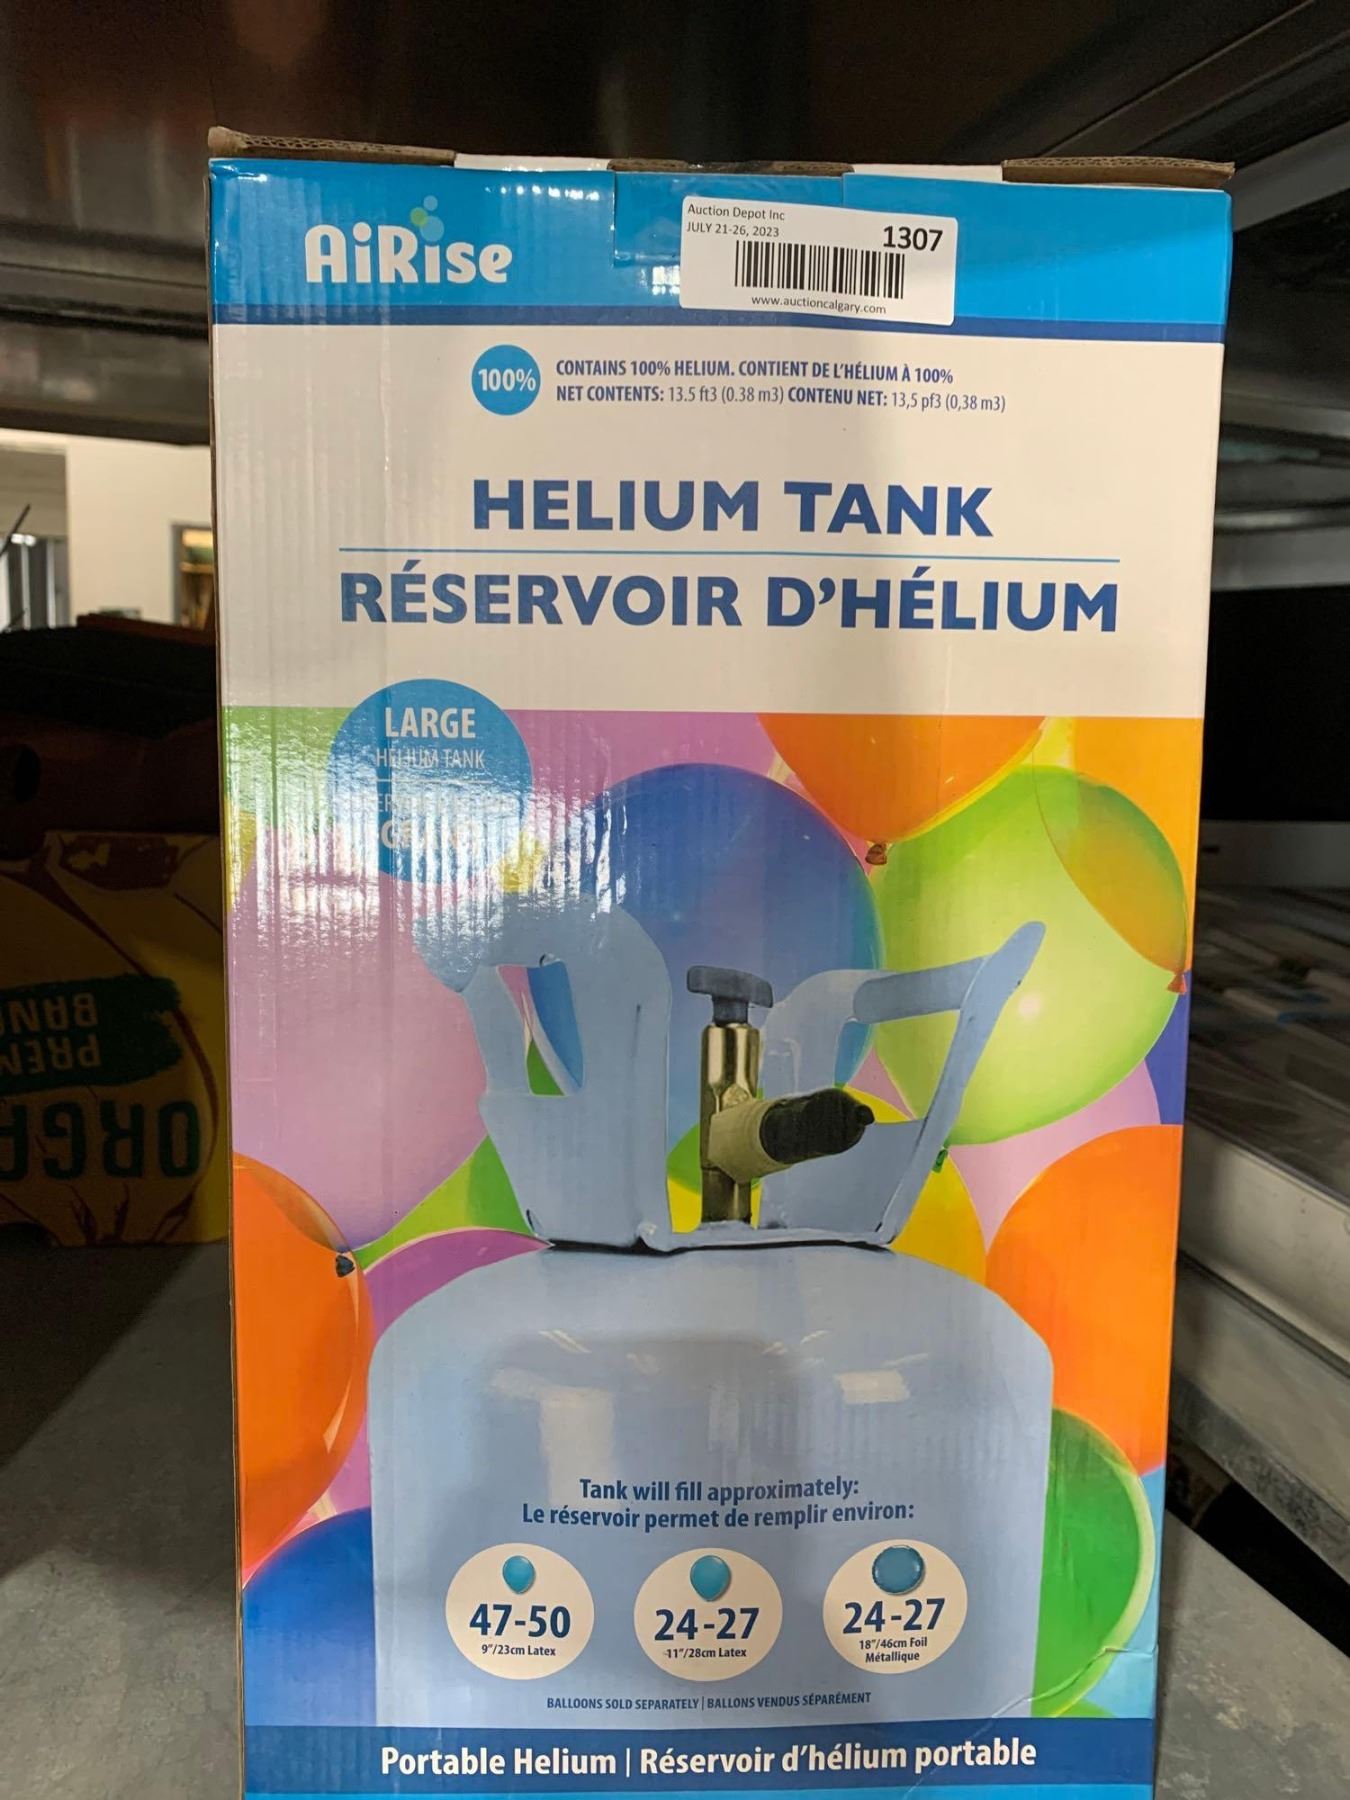 AiRise
Auction Depot Inc
JULY 21-26, 2023
1307
www.auctioncalgary.com
100%
CONTAINS 100% HELIUM. CONTIENT DE L'HÉLIUM À 100%
NET CONTENTS: 13.5 ft3 (0.38 m3) CONTENU NET: 13,5 pf3 (0,38 m3)
HELIUM TANK
RÉSERVOIR D'HÉLIUM
LARGE
HELIUM TANK
Tank will fill approximately:
Le réservoir permet de remplir environ:
47-50
9"/23cm Latex
24-27
11"/28cm Latex
24-27
18"/46cm Foil
Métallique
BALLOONS SOLD SEPARATELY | BALLONS VENDUS SÉPARÉMENT
Portable Helium | Réservoir d'hélium portable